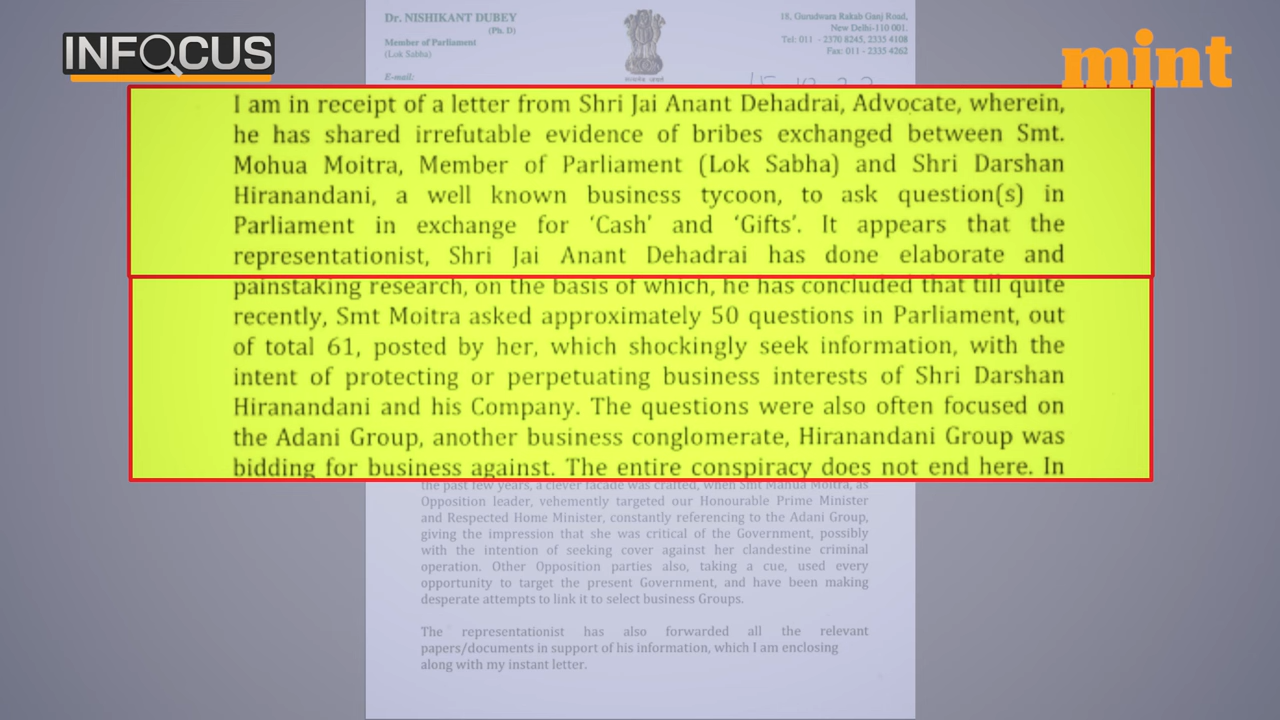 INFOCUS
mint
Dr. NISHIKANT DUBEY
(Ph. D)
Member of Parliament
(Lok Sabha)
E-mail:
18, Gurudwara Rakab Ganj Road,
New Delhi-110 001.
Tel: 011 - 2370 8245, 2335 4108
Fax: 011 - 2335 4262
I am in receipt of a letter from Shri Jai Anant Dehadrai, Advocate, wherein,
he has shared irrefutable evidence of bribes exchanged between Smt.
Mohua Moitra, Member of Parliament (Lok Sabha) and Shri Darshan
Hiranandani, a well known business tycoon, to ask question(s) in
Parliament in exchange for ‘Cash’ and ‘Gifts’. It appears that the
representationist, Shri Jai Anant Dehadrai has done elaborate and
painstaking research, on the basis of which, he has concluded that till quite
recently, Smt Moitra asked approximately 50 questions in Parliament, out
of total 61, posted by her, which shockingly seek information, with the
intent of protecting or perpetuating business interests of Shri Darshan
Hiranandani and his Company. The questions were also often focused on
the Adani Group, another business conglomerate, Hiranandani Group was
bidding for business against. The entire conspiracy does not end here. In
the past few years, a clever facade was crafted, when Smt Mahua Moitra, as
Opposition leader, vehemently targeted our Honourable Prime Minister
and Respected Home Minister, constantly referencing to the Adani Group,
giving the impression that she was critical of the Government, possibly
with the intention of seeking cover against her clandestine criminal
operation. Other Opposition parties also, taking a cue, used every
opportunity to target the present Government, and have been making
desperate attempts to link it to select business Groups.
The representationist has also forwarded all the relevant
papers/documents in support of his information, which I am enclosing
along with my instant letter.